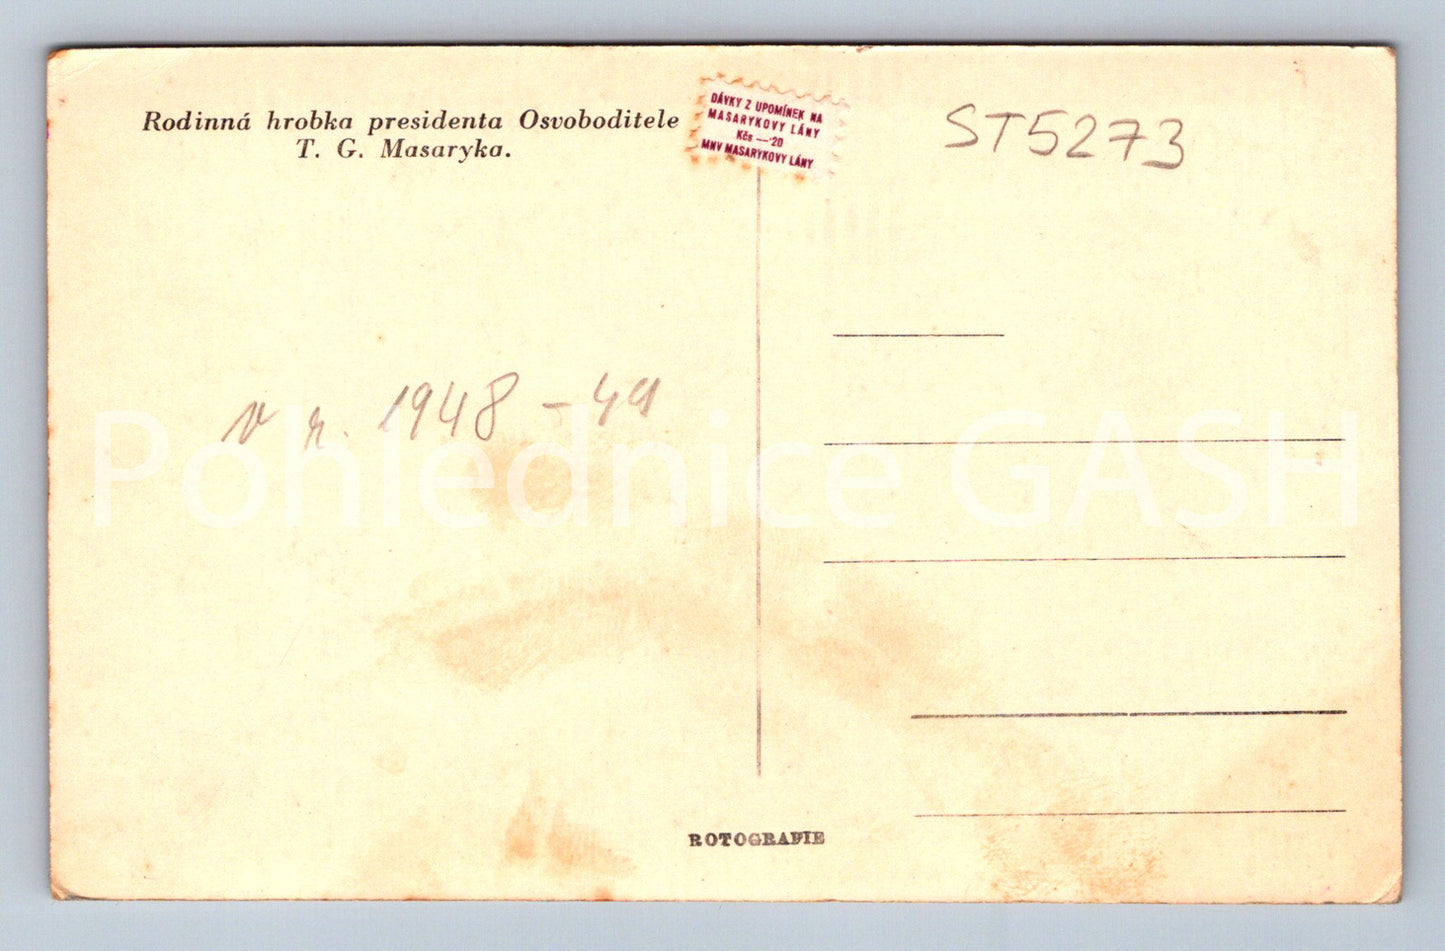 Rodinná hrobka presidenta Osvoboditele
T. G. Masaryka.
DÁVKY Z UPOMÍNEK NA
MASARYKOVY LÁNY
Kčs —·20
MNV MASARYKOVY LÁNY
ST5273
v r. 1948 - 49
Pohlednice GASH
ROTOGRAFIE